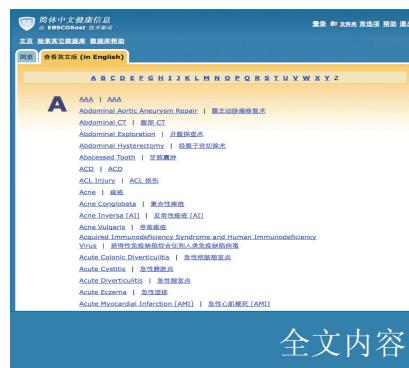 简体中文健康信息
由 EBSCOhost 技术驱动
登录 文件夹 首选项 帮助 退
主页 检索其它数据库 数据库帮助
浏览 查看英文版 (in English)
A B C D E F G H I J K L M N O P Q R S T U V W X Y Z
A
AAA | AAA
Abdominal Aortic Aneurysm Repair | 腹主动脉瘤修复术
Abdominal CT | 腹部 CT
Abdominal Exploration | 开腹探查术
Abdominal Hysterectomy | 经腹子宫切除术
Abscessed Tooth | 牙脓囊肿
ACD | ACD
ACL Injury | ACL 损伤
Acne | 痤疮
Acne Conglobata | 聚合性痤疮
Acne Inversa [AI] | 反常性痤疮 [AI]
Acne Vulgaris | 寻常痤疮
Acquired Immunodeficiency Syndrome and Human Immunodeficiency
Virus | 获得性免疫缺陷综合征和人类免疫缺陷病毒
Acute Colonic Diverticulitis | 急性结肠憩室炎
Acute Cystitis | 急性膀胱炎
Acute Diverticulitis | 急性憩室炎
Acute Eczema | 急性湿疹
Acute Myocardial Infarction [AMI] | 急性心肌梗死 [AMI]
全文内容